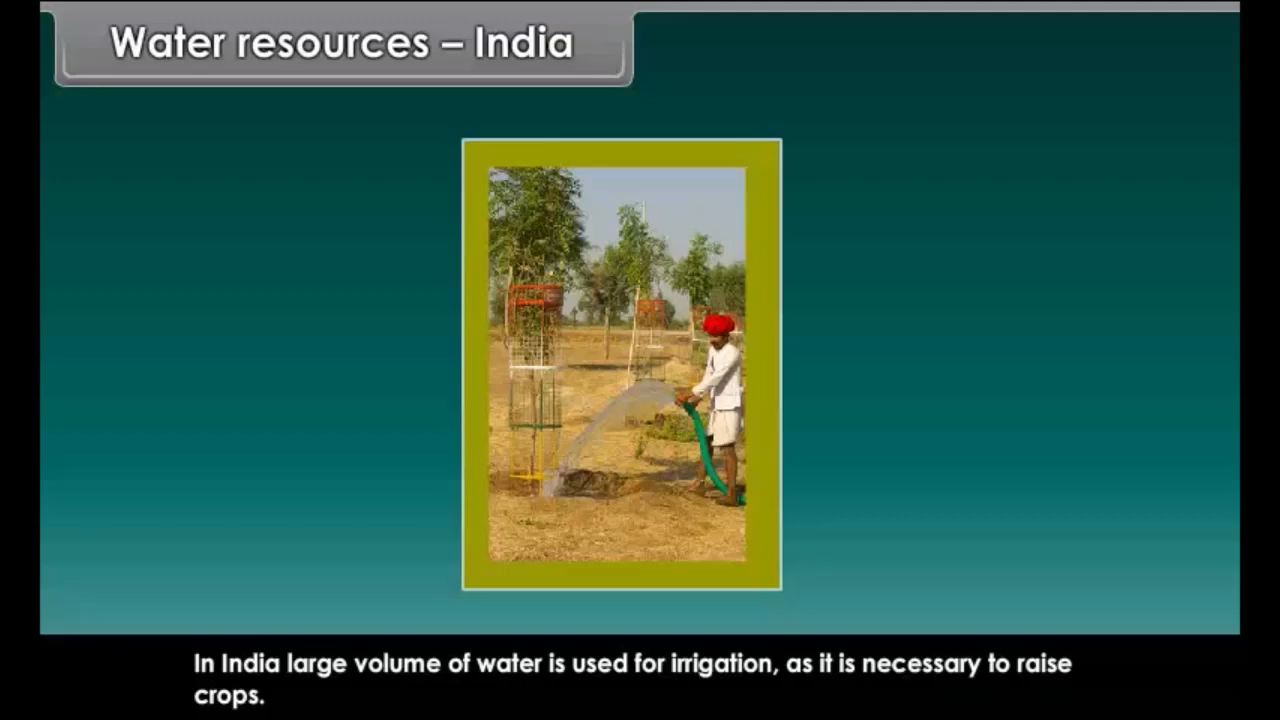 Water resources – India
In India large volume of water is used for irrigation, as it is necessary to raise
crops.